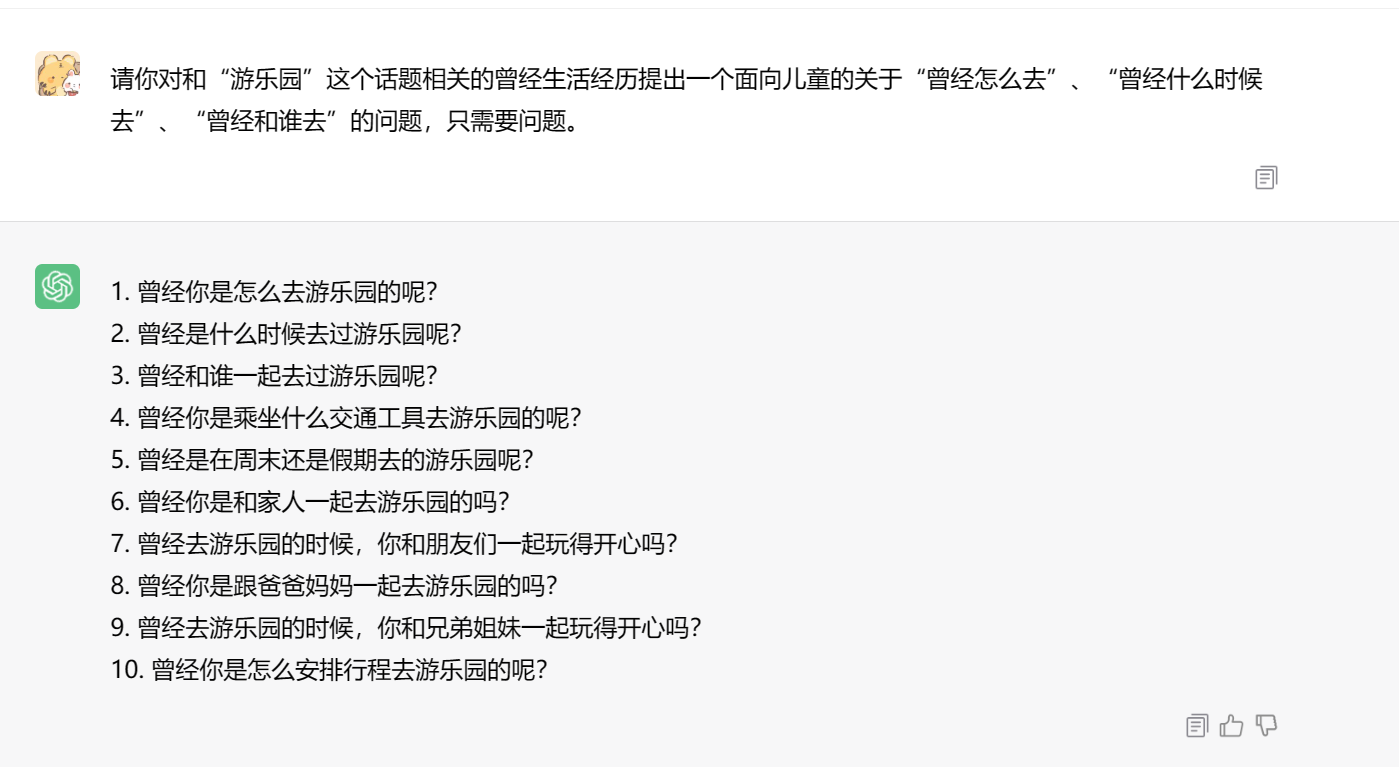 请你对和“游乐园”这个话题相关的曾经生活经历提出一个面向儿童的关于“曾经怎么去”、“曾经什么时候
去”、“曾经和谁去”的问题，只需要问题。
1. 曾经你是怎么去游乐园的呢？
2. 曾经是什么时候去过游乐园呢？
3. 曾经和谁一起去过游乐园呢？
4. 曾经你是乘坐什么交通工具去游乐园的呢？
5. 曾经是在周末还是假期去的游乐园呢？
6. 曾经你是和家人一起去游乐园的吗？
7. 曾经去游乐园的时候，你和朋友们一起玩得开心吗？
8. 曾经你是跟爸爸妈妈一起去游乐园的吗？
9. 曾经去游乐园的时候，你和兄弟姐妹一起玩得开心吗？
10. 曾经你是怎么安排行程去游乐园的呢？